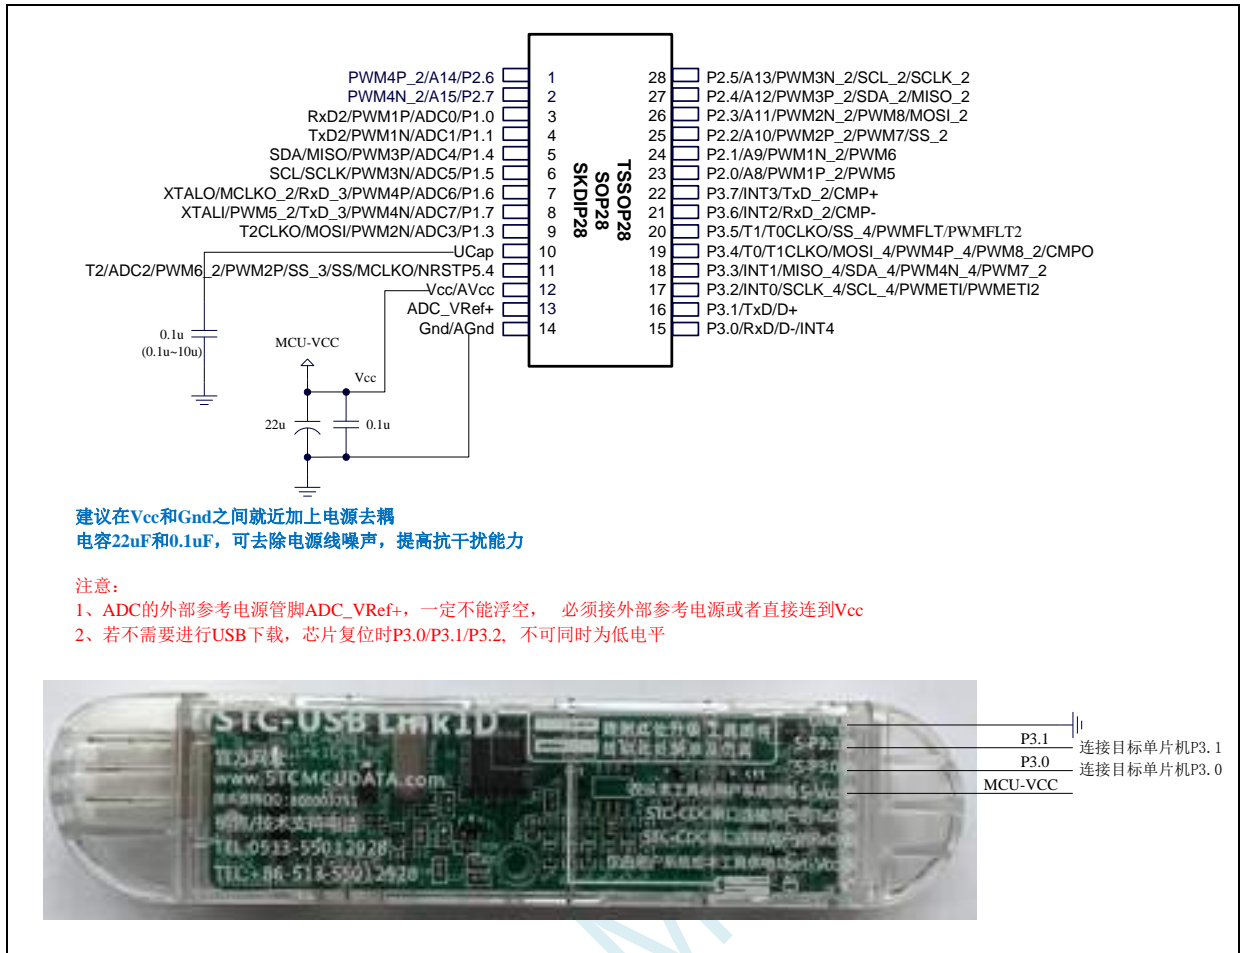 PWM4P_2/A14/P2.6 1 28 P2.5/A13/PWM3N_2/SCL_2/SCLK_2
PWM4N_2/A15/P2.7 2 27 P2.4/A12/PWM3P_2/SDA_2/MISO_2
RxD2/PWM1P/ADC0/P1.0 3 26 P2.3/A11/PWM2N_2/PWM8/MOSI_2
TxD2/PWM1N/ADC1/P1.1 4 25 P2.2/A10/PWM2P_2/PWM7/SS_2
SDA/MISO/PWM3P/ADC4/P1.4 5 24 P2.1/A9/PWM1N_2/PWM6
SCL/SCLK/PWM3N/ADC5/P1.5 6 23 P2.0/A8/PWM1P_2/PWM5
XTALO/MCLKO_2/RxD_3/PWM4P/ADC6/P1.6 7 22 P3.7/INT3/TxD_2/CMP+
XTALI/PWM5_2/TxD_3/PWM4N/ADC7/P1.7 8 21 P3.6/INT2/RxD_2/CMP-
T2CLKO/MOSI/PWM2N/ADC3/P1.3 9 20 P3.5/T1/T0CLKO/SS_4/PWMFLT/PWMFLT2
UCap 10 19 P3.4/T0/T1CLKO/MOSI_4/PWM4P_4/PWM8_2/CMPO
T2/ADC2/PWM6_2/PWM2P/SS_3/SS/MCLKO/NRSTP5.4 11 18 P3.3/INT1/MISO_4/SDA_4/PWM4N_4/PWM7_2
Vcc/AVcc 12 17 P3.2/INT0/SCLK_4/SCL_4/PWMETI/PWMETI2
ADC_VRef+ 13 16 P3.1/TxD/D+
Gnd/AGnd 14 15 P3.0/RxD/D-/INT4
TSSOP28
SOP28
SKDIP28
0.1u
(0.1u~10u)
MCU-VCC
Vcc
22u
0.1u
建议在Vcc和Gnd之间就近加上电源去耦
电容22uF和0.1uF，可去除电源线噪声，提高抗干扰能力
注意：
1、ADC的外部参考电源管脚ADC_VRef+，一定不能浮空， 必须接外部参考电源或者直接连到Vcc
2、若不需要进行USB下载，芯片复位时P3.0/P3.1/P3.2, 不可同时为低电平
STC-USB Link1D
www.STCMCUDATA.com
TEL:0513-55012928
TEL:+86-513-55012928
P3.1 连接目标单片机P3.1
P3.0 连接目标单片机P3.0
MCU-VCC